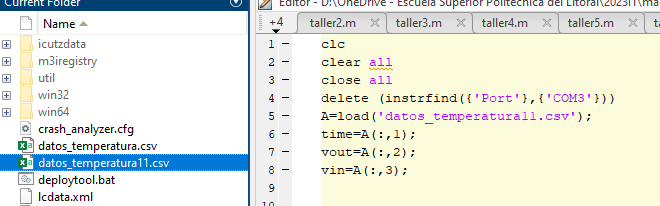 Current Folder
icutzdata
m3iregistry
util
win32
win64
crash_analyzer.cfg
datos_temperatura.csv
datos_temperatura11.csv
deploytool.bat
lcdata.xml
Editor - D:\OneDrive - Escuela Superior Politécnica del Litoral\2023IT\ma
+4 taller2.m × taller3.m × taller4.m × taller5.m ×
1 - clc
2 - clear all
3 - close all
4 - delete (instrfind({'Port'},{'COM3'}))
5 - A=load('datos_temperatura11.csv');
6 - time=A(:,1);
7 - vout=A(:,2);
8 - vin=A(:,3);
9
10